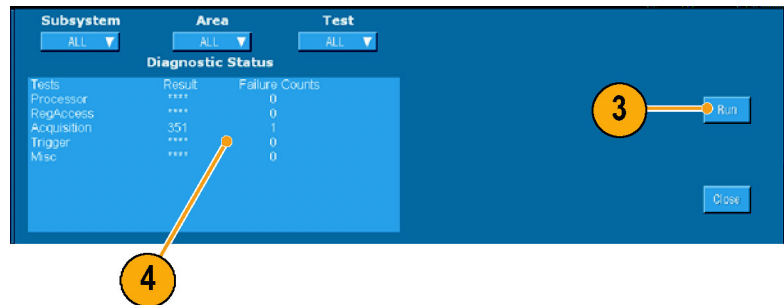 Subsystem Area Test
ALL ALL ALL
Diagnostic Status
Tests Result Failure Counts
Processor **** 0
RegAccess **** 0
Acquisition 351 1
Trigger **** 0
Misc **** 0
3 Run
Close
4